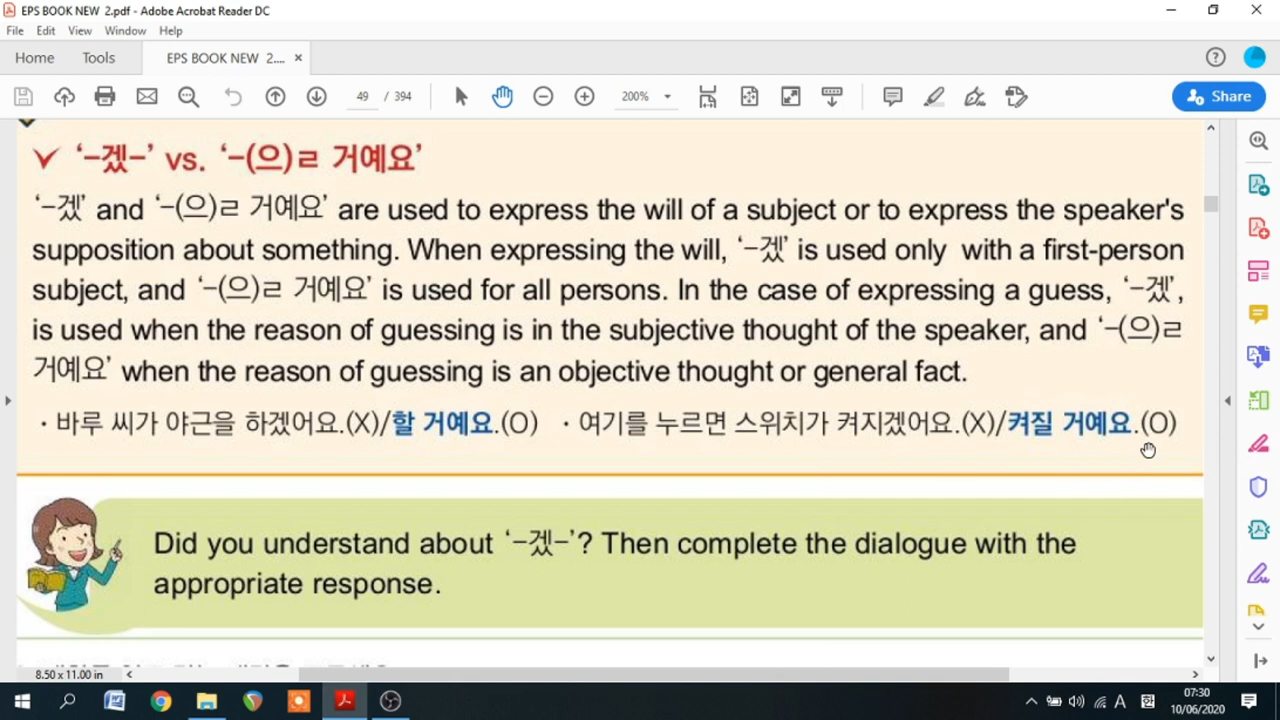 EPS BOOK NEW 2.pdf - Adobe Acrobat Reader DC
File Edit View Window Help
Home Tools EPS BOOK NEW 2.... ×
49 / 394 200% Share
'-겠-' vs. '-(으)ㄹ 거예요'
'-겠' and '-(으)ㄹ 거예요' are used to express the will of a subject or to express the speaker's
supposition about something. When expressing the will, '-겠' is used only with a first-person
subject, and '-(으)ㄹ 거예요' is used for all persons. In the case of expressing a guess, '-겠',
is used when the reason of guessing is in the subjective thought of the speaker, and '-(으)ㄹ
거예요' when the reason of guessing is an objective thought or general fact.
· 바루 씨가 야근을 하겠어요.(X)/할 거예요.(O) · 여기를 누르면 스위치가 켜지겠어요.(X)/켜질 거예요.(O)
Did you understand about '-겠-'? Then complete the dialogue with the
appropriate response.
8.50 x 11.00 in
A 한 07:30
10/06/2020